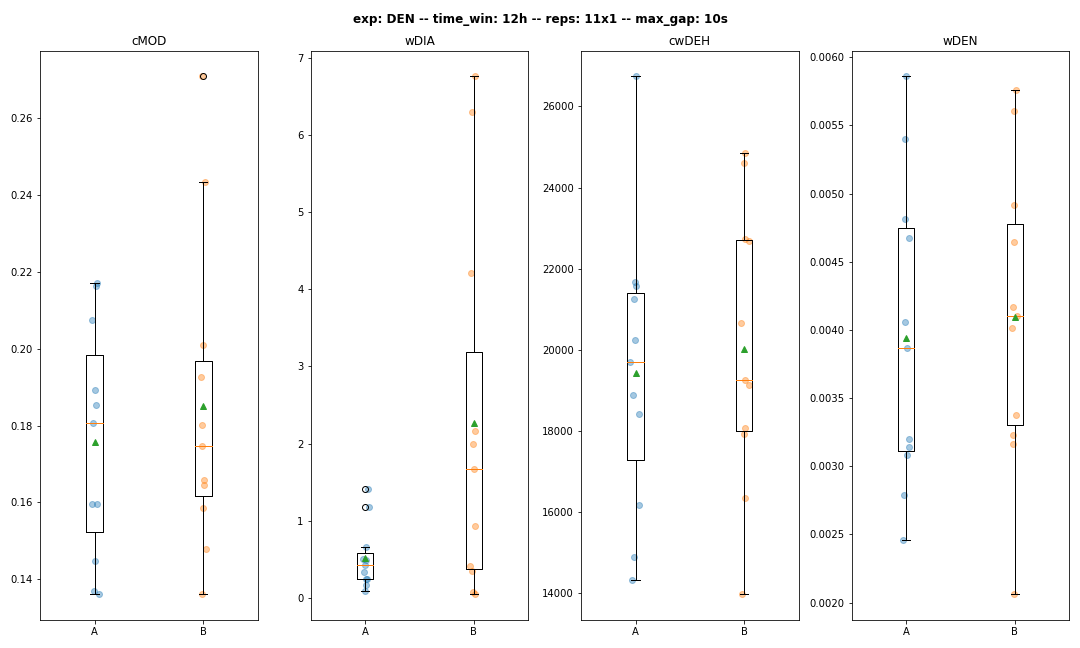 exp: DEN -- time_win: 12h -- reps: 11x1 -- max_gap: 10s
cMOD
wDIA
cwDEH
wDEN
0.26
0.24
0.22
0.20
0.18
0.16
0.14
A
B
7
6
5
4
3
2
1
0
A
B
26000
24000
22000
20000
18000
16000
14000
A
B
0.0060
0.0055
0.0050
0.0045
0.0040
0.0035
0.0030
0.0025
0.0020
A
B